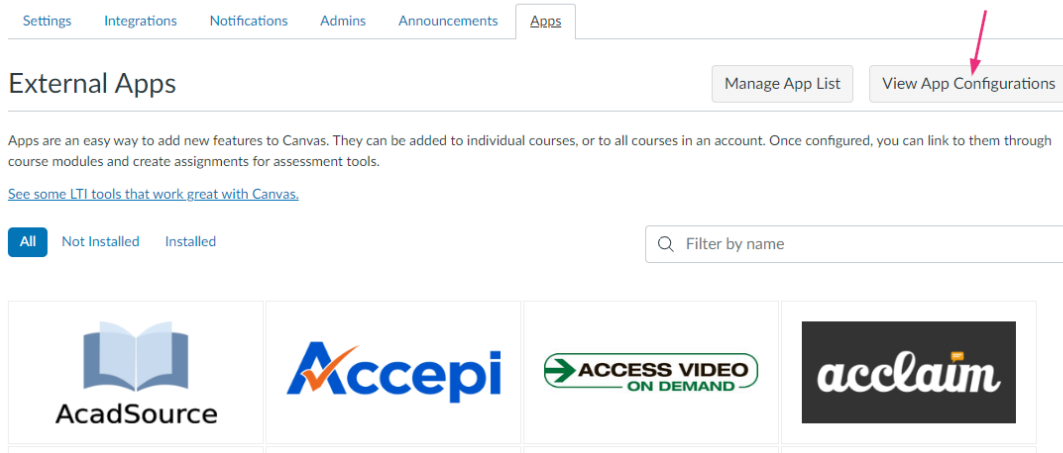 Settings Integrations Notifications Admins Announcements Apps
External Apps
Manage App List View App Configurations
Apps are an easy way to add new features to Canvas. They can be added to individual courses, or to all courses in an account. Once configured, you can link to them through
course modules and create assignments for assessment tools.
See some LTI tools that work great with Canvas.
All Not Installed Installed
Filter by name
AcadSource
Accepi
ACCESS VIDEO
ON DEMAND
acclaim